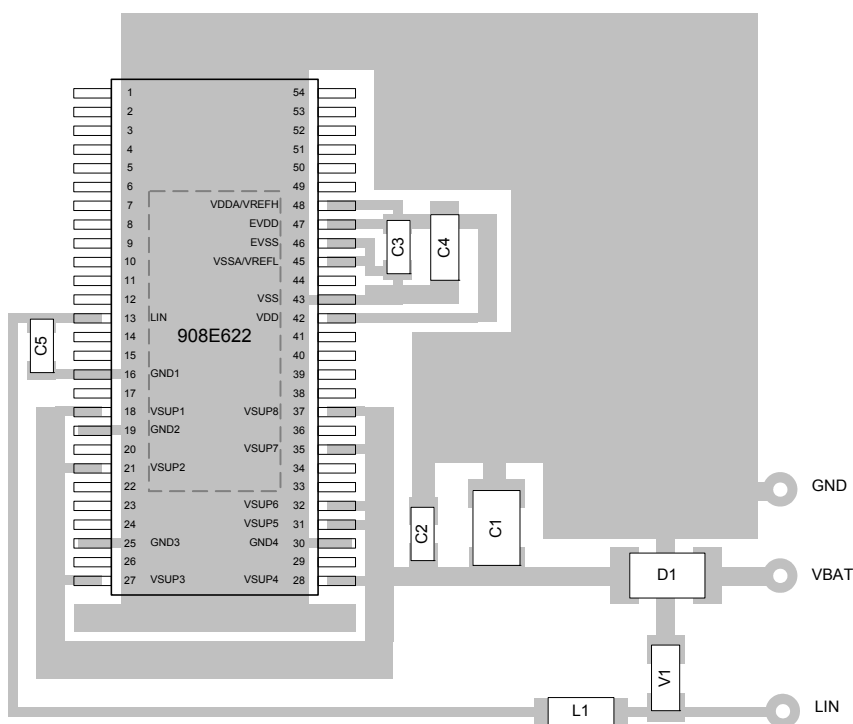 1 54
2 53
3 52
4 51
5 50
6 49
7 VDDA/VREFH 48
8 EVDD 47
9 EVSS 46
10 VSSA/VREFL 45
11 44
12 VSS 43
13 LIN VDD 42
14 908E622 41
15 40
16 GND1 39
17 38
18 VSUP1 VSUP8 37
19 GND2 36
20 VSUP7 35
21 VSUP2 34
22 33
23 VSUP6 32
24 VSUP5 31
25 GND3 GND4 30
26 29
27 VSUP3 VSUP4 28
C3
C4
C5
C2
C1
GND
D1
VBAT
V1
L1
LIN